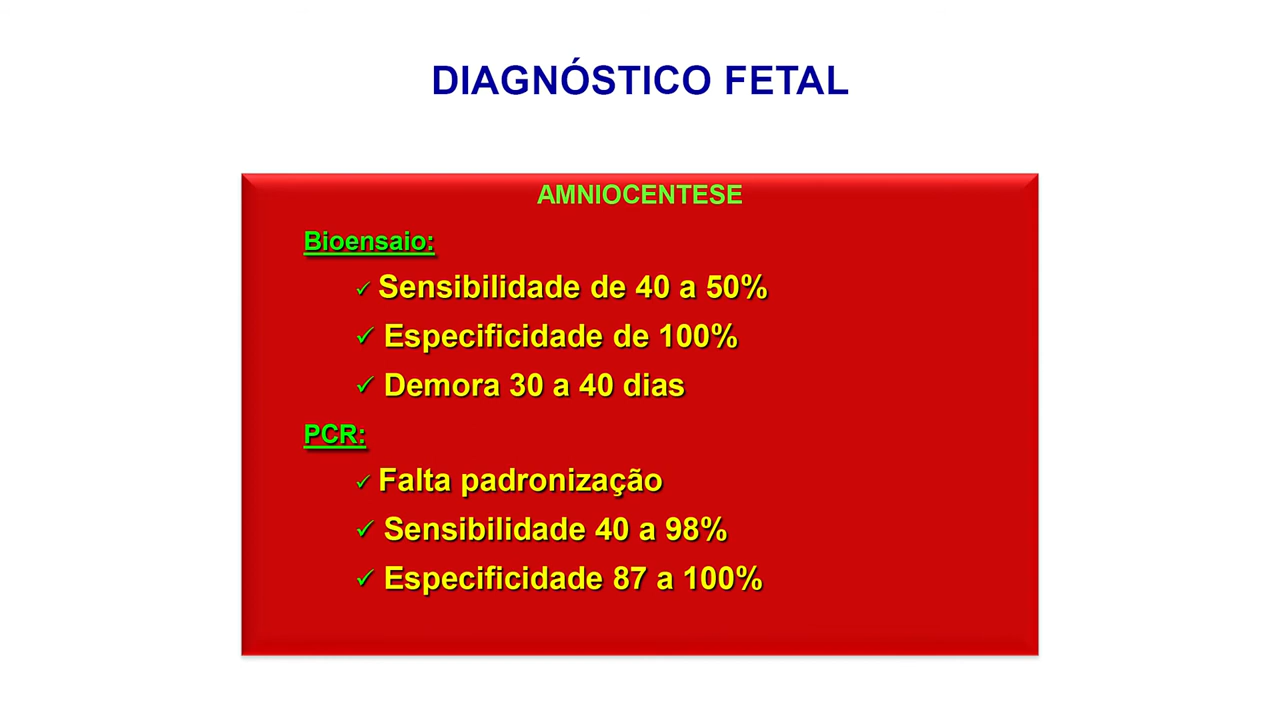 DIAGNÓSTICO FETAL
AMNIOCENTESE
Bioensaio:
✓ Sensibilidade de 40 a 50%
✓ Especificidade de 100%
✓ Demora 30 a 40 dias
PCR:
✓ Falta padronização
✓ Sensibilidade 40 a 98%
✓ Especificidade 87 a 100%